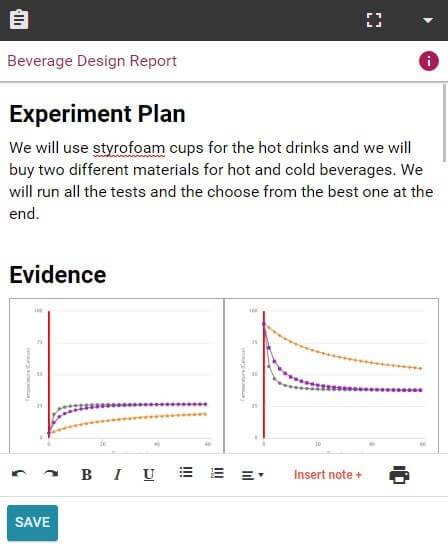 Beverage Design Report
Experiment Plan
We will use styrofoam cups for the hot drinks and we will
buy two different materials for hot and cold beverages. We
will run all the tests and the choose from the best one at the
end.
Evidence
100
75
50
25
0
Temperature (Celsius)
20
40
60
100
75
50
25
0
Temperature (Celsius)
20
40
60
B I U
Insert note +
SAVE